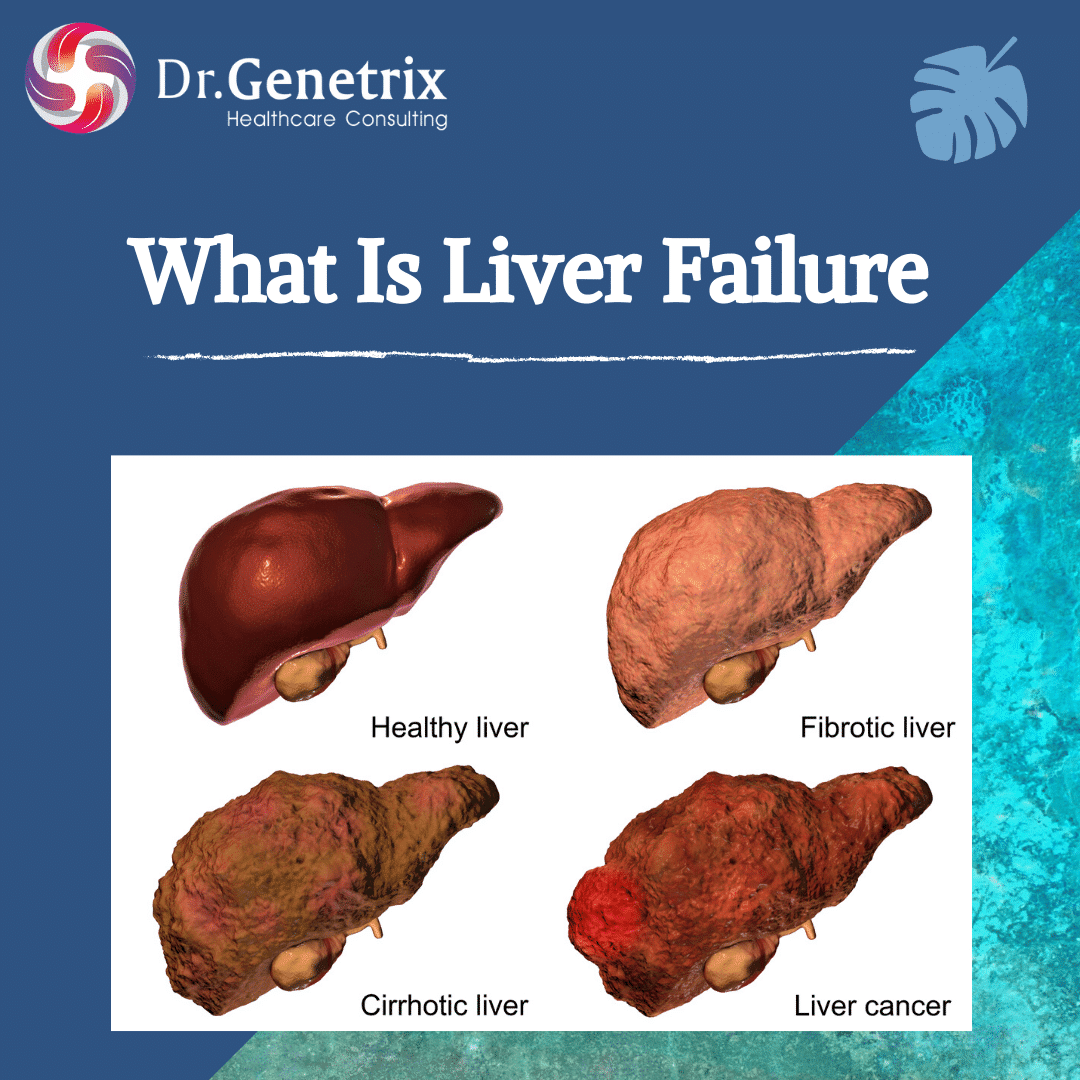 Dr.Genetrix
Healthcare Consulting
What Is Liver Failure
Healthy liver
Fibrotic liver
Cirrhotic liver
Liver cancer